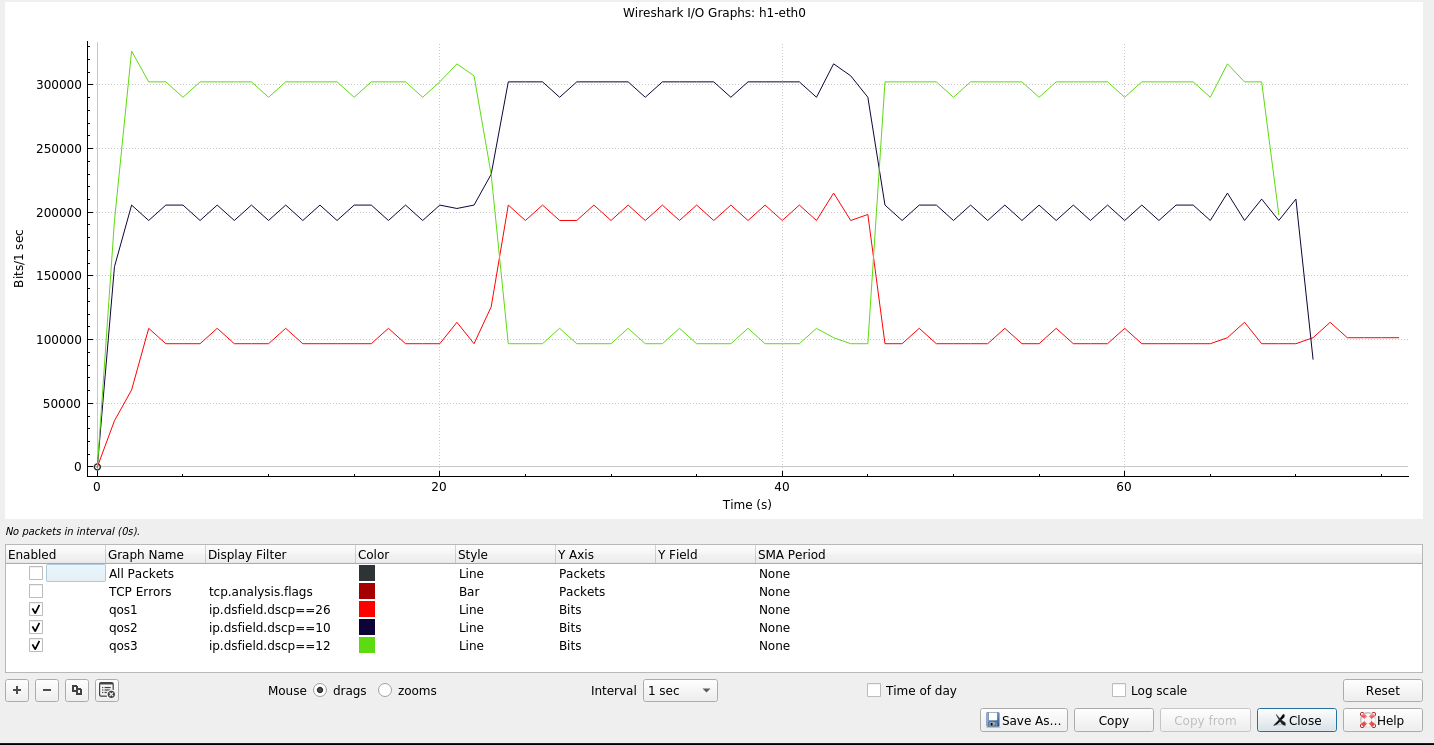 Wireshark I/O Graphs: h1-eth0
300000
250000
200000
150000
100000
50000
0
Bits/1 sec
0 20 40 60
Time (s)
No packets in interval (0s).
Enabled Graph Name Display Filter Color Style Y Axis Y Field SMA Period
All Packets Line Packets None
TCP Errors tcp.analysis.flags Bar Packets None
qos1 ip.dsfield.dscp==26 Line Bits None
qos2 ip.dsfield.dscp==10 Line Bits None
qos3 ip.dsfield.dscp==12 Line Bits None
Mouse drags zooms Interval 1 sec Time of day Log scale Reset
Save As... Copy Copy from Close Help